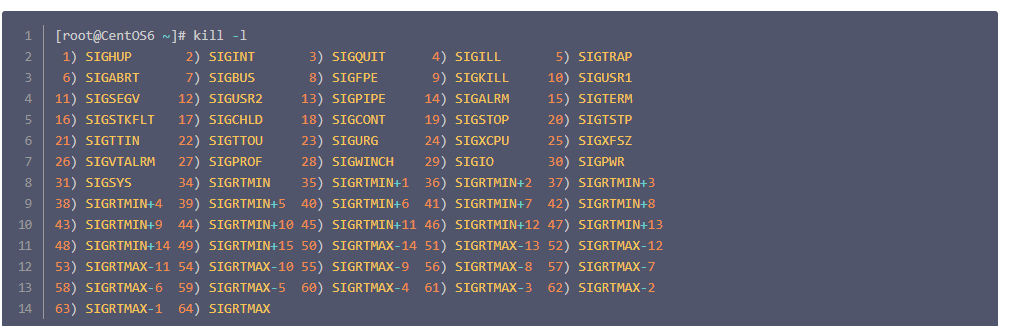 1 [root@CentOS6 ~]# kill -l
2 1) SIGHUP 2) SIGINT 3) SIGQUIT 4) SIGILL 5) SIGTRAP
3 6) SIGABRT 7) SIGBUS 8) SIGFPE 9) SIGKILL 10) SIGUSR1
4 11) SIGSEGV 12) SIGUSR2 13) SIGPIPE 14) SIGALRM 15) SIGTERM
5 16) SIGSTKFLT 17) SIGCHLD 18) SIGCONT 19) SIGSTOP 20) SIGTSTP
6 21) SIGTTIN 22) SIGTTOU 23) SIGURG 24) SIGXCPU 25) SIGXFSZ
7 26) SIGVTALRM 27) SIGPROF 28) SIGWINCH 29) SIGIO 30) SIGPWR
8 31) SIGSYS 34) SIGRTMIN 35) SIGRTMIN+1 36) SIGRTMIN+2 37) SIGRTMIN+3
9 38) SIGRTMIN+4 39) SIGRTMIN+5 40) SIGRTMIN+6 41) SIGRTMIN+7 42) SIGRTMIN+8
10 43) SIGRTMIN+9 44) SIGRTMIN+10 45) SIGRTMIN+11 46) SIGRTMIN+12 47) SIGRTMIN+13
11 48) SIGRTMIN+14 49) SIGRTMIN+15 50) SIGRTMAX-14 51) SIGRTMAX-13 52) SIGRTMAX-12
12 53) SIGRTMAX-11 54) SIGRTMAX-10 55) SIGRTMAX-9 56) SIGRTMAX-8 57) SIGRTMAX-7
13 58) SIGRTMAX-6 59) SIGRTMAX-5 60) SIGRTMAX-4 61) SIGRTMAX-3 62) SIGRTMAX-2
14 63) SIGRTMAX-1 64) SIGRTMAX